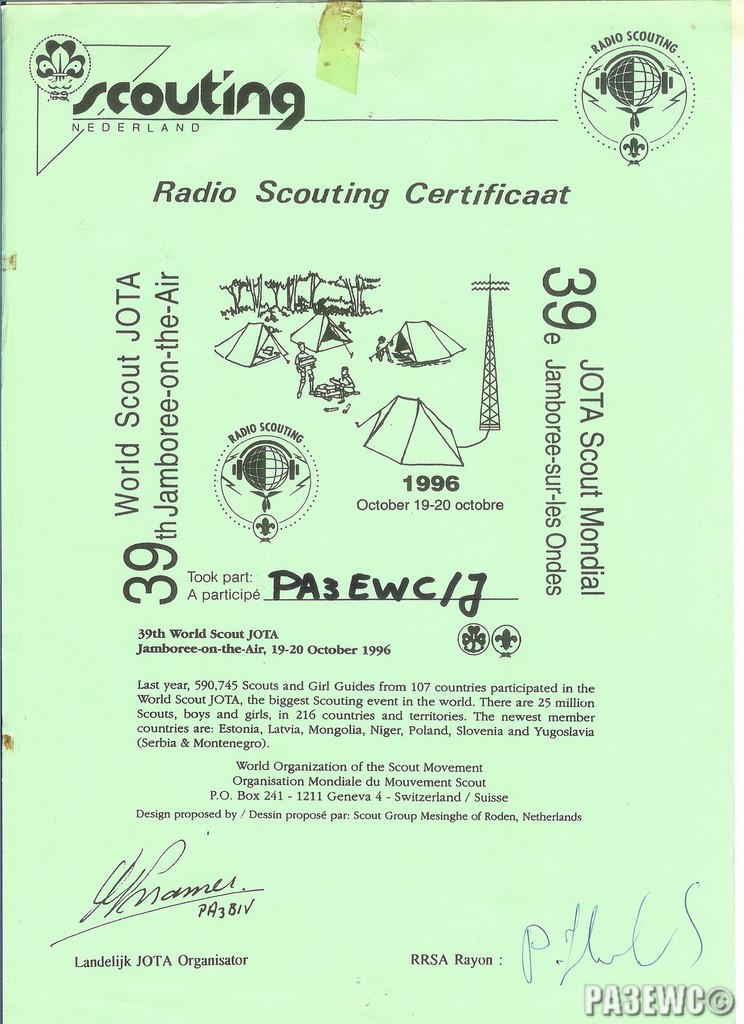 scouting
NEDERLAND
RADIO SCOUTING
Radio Scouting Certificaat
39th World Scout JOTA
Jamboree-on-the-Air
39e JOTA Scout Mondial
Jamboree-sur-les Ondes
RADIO SCOUTING
1996
October 19-20 octobre
Took part:
A participé PA3EWC/J
39th World Scout JOTA
Jamboree-on-the-Air, 19-20 October 1996
Last year, 590,745 Scouts and Girl Guides from 107 countries participated in the
World Scout JOTA, the biggest Scouting event in the world. There are 25 million
Scouts, boys and girls, in 216 countries and territories. The newest member
countries are: Estonia, Latvia, Mongolia, Niger, Poland, Slovenia and Yugoslavia
(Serbia & Montenegro).
World Organization of the Scout Movement
Organisation Mondiale du Mouvement Scout
P.O. Box 241 - 1211 Geneva 4 - Switzerland / Suisse
Design proposed by / Dessin proposé par: Scout Group Mesinghe of Roden, Netherlands
PA3BIV
Landelijk JOTA Organisator
RRSA Rayon :
PA3EWC©